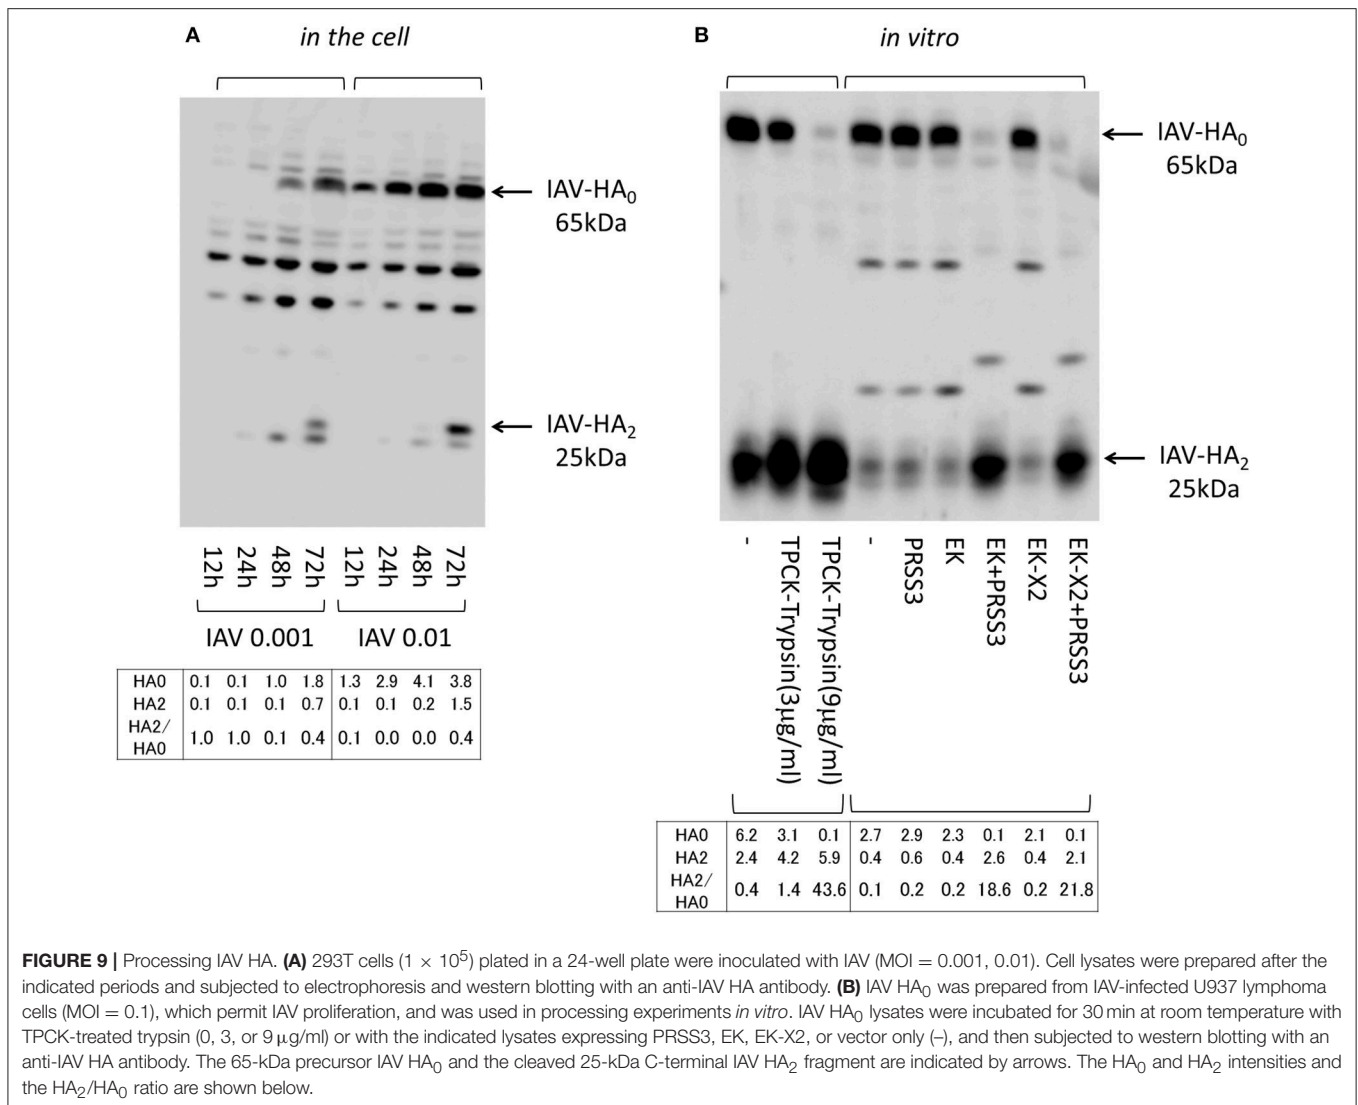 A
in the cell
IAV-HA0
65kDa
IAV-HA2
25kDa
12h 24h 48h 72h 12h 24h 48h 72h
IAV 0.001 IAV 0.01
HA0 0.1 0.1 1.0 1.8 1.3 2.9 4.1 3.8
HA2 0.1 0.1 0.1 0.7 0.1 0.1 0.2 1.5
HA2/
HA0 1.0 1.0 0.1 0.4 0.1 0.0 0.0 0.4
B
in vitro
IAV-HA0
65kDa
IAV-HA2
25kDa
-
TPCK-Trypsin(3μg/ml)
TPCK-Trypsin(9μg/ml)
-
PRSS3
EK
EK+PRSS3
EK-X2
EK-X2+PRSS3
HA0 6.2 3.1 0.1 2.7 2.9 2.3 0.1 2.1 0.1
HA2 2.4 4.2 5.9 0.4 0.6 0.4 2.6 0.4 2.1
HA2/
HA0 0.4 1.4 43.6 0.1 0.2 0.2 18.6 0.2 21.8
FIGURE 9 | Processing IAV HA. (A) 293T cells (1 × 10^5) plated in a 24-well plate were inoculated with IAV (MOI = 0.001, 0.01). Cell lysates were prepared after the
indicated periods and subjected to electrophoresis and western blotting with an anti-IAV HA antibody. (B) IAV HA0 was prepared from IAV-infected U937 lymphoma
cells (MOI = 0.1), which permit IAV proliferation, and was used in processing experiments in vitro. IAV HA0 lysates were incubated for 30 min at room temperature with
TPCK-treated trypsin (0, 3, or 9 μg/ml) or with the indicated lysates expressing PRSS3, EK, EK-X2, or vector only (–), and then subjected to western blotting with an
anti-IAV HA antibody. The 65-kDa precursor IAV HA0 and the cleaved 25-kDa C-terminal IAV HA2 fragment are indicated by arrows. The HA0 and HA2 intensities and
the HA2/HA0 ratio are shown below.